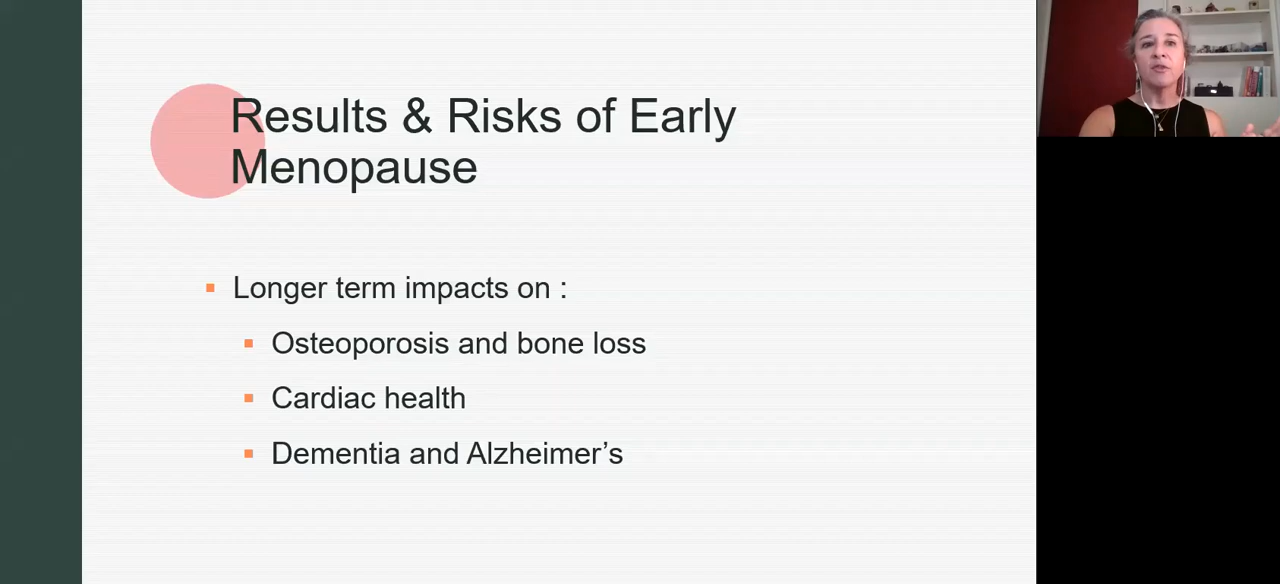 Results & Risks of Early
Menopause
Longer term impacts on :
Osteoporosis and bone loss
Cardiac health
Dementia and Alzheimer’s